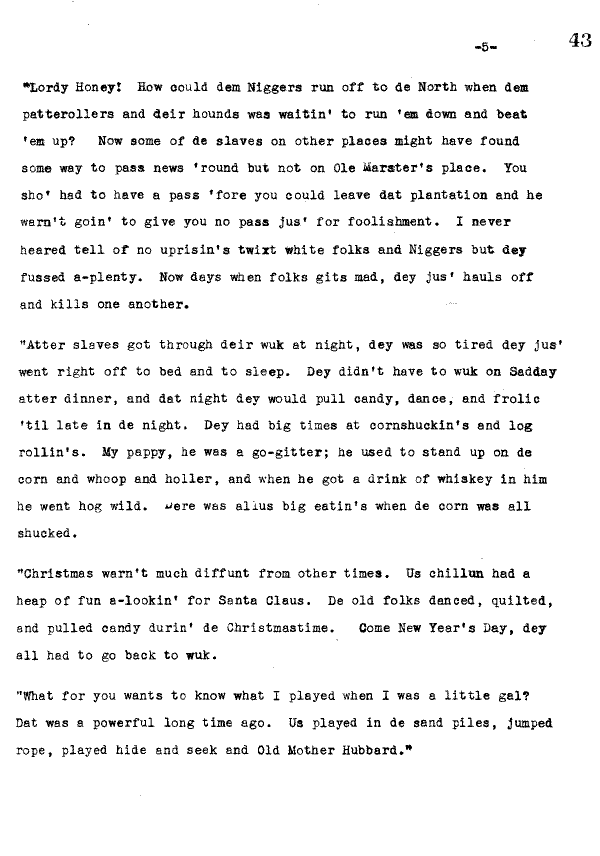 -5-
43
"Lordy Honey! How could dem Niggers run off to de North when dem
patterollers and deir hounds was waitin' to run 'em down and beat
'em up? Now some of de slaves on other places might have found
some way to pass news 'round but not on Ole Marster's place. You
sho' had to have a pass 'fore you could leave dat plantation and he
warn't goin' to give you no pass jus' for foolishment. I never
heared tell of no uprisin's twixt white folks and Niggers but dey
fussed a-plenty. Now days when folks gits mad, dey jus' hauls off
and kills one another.
"Atter slaves got through deir wuk at night, dey was so tired dey jus'
went right off to bed and to sleep. Dey didn't have to wuk on Sadday
atter dinner, and dat night dey would pull candy, dance, and frolic
'til late in de night. Dey had big times at cornshuckin's and log
rollin's. My pappy, he was a go-gitter; he used to stand up on de
corn and whoop and holler, and when he got a drink of whiskey in him
he went hog wild. Dere was allus big eatin's when de corn was all
shucked.
"Christmas warn't much diffunt from other times. Us chillun had a
heap of fun a-lookin' for Santa Claus. De old folks danced, quilted,
and pulled candy durin' de Christmastime. Come New Year's Day, dey
all had to go back to wuk.
"What for you wants to know what I played when I was a little gal?
Dat was a powerful long time ago. Us played in de sand piles, jumped
rope, played hide and seek and Old Mother Hubbard."